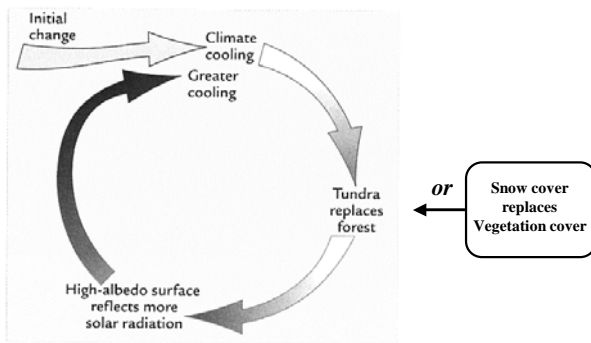 Initial
change
Climate
cooling
Greater
cooling
Tundra
replaces
forest
or
Snow cover
replaces
Vegetation cover
High-albedo surface
reflects more
solar radiation